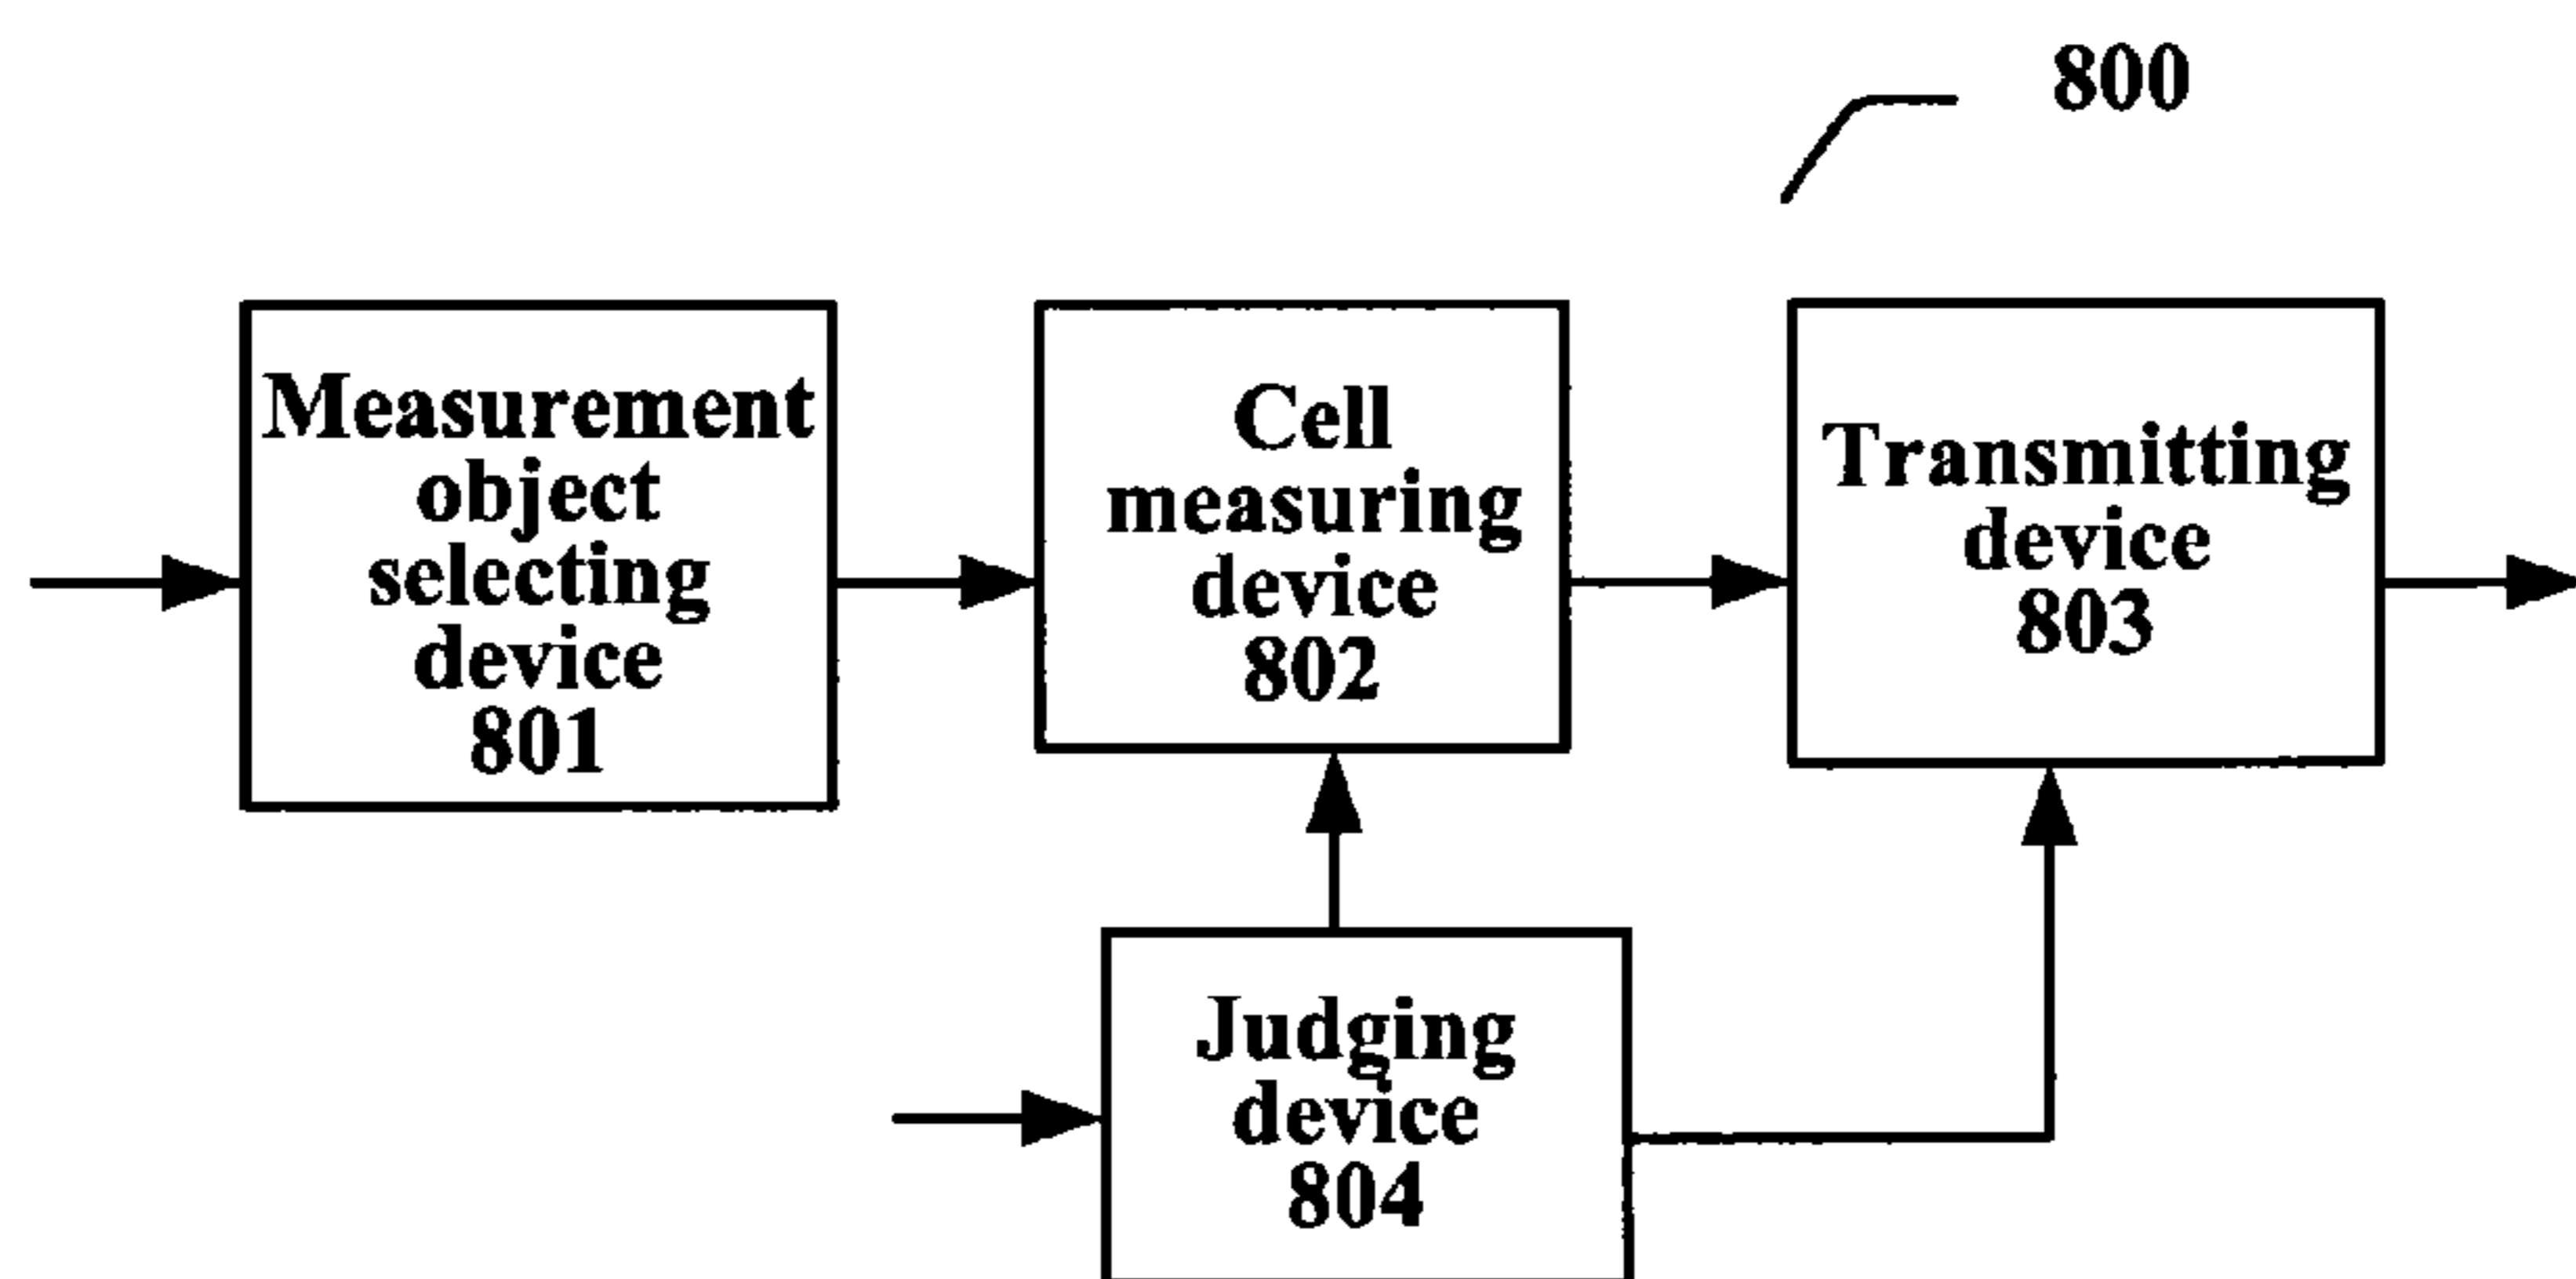 800
Measurement
object
selecting
device
801
Cell
measuring
device
802
Transmitting
device
803
Judging
device
804